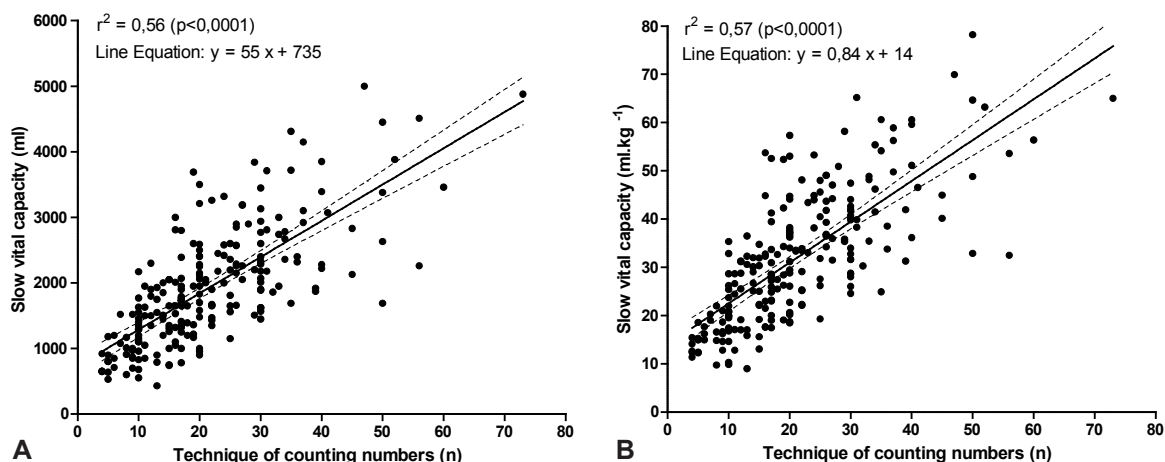 r² = 0,56 (p<0,0001)
Line Equation: y = 55 x + 735
Slow vital capacity (ml)
6000
5000
4000
3000
2000
1000
0
0 10 20 30 40 50 60 70 80
A
Technique of counting numbers (n)
r² = 0,57 (p<0,0001)
Line Equation: y = 0,84 x + 14
Slow vital capacity (ml.kg ⁻¹)
80
70
60
50
40
30
20
10
0
0 10 20 30 40 50 60 70 80
B
Technique of counting numbers (n)